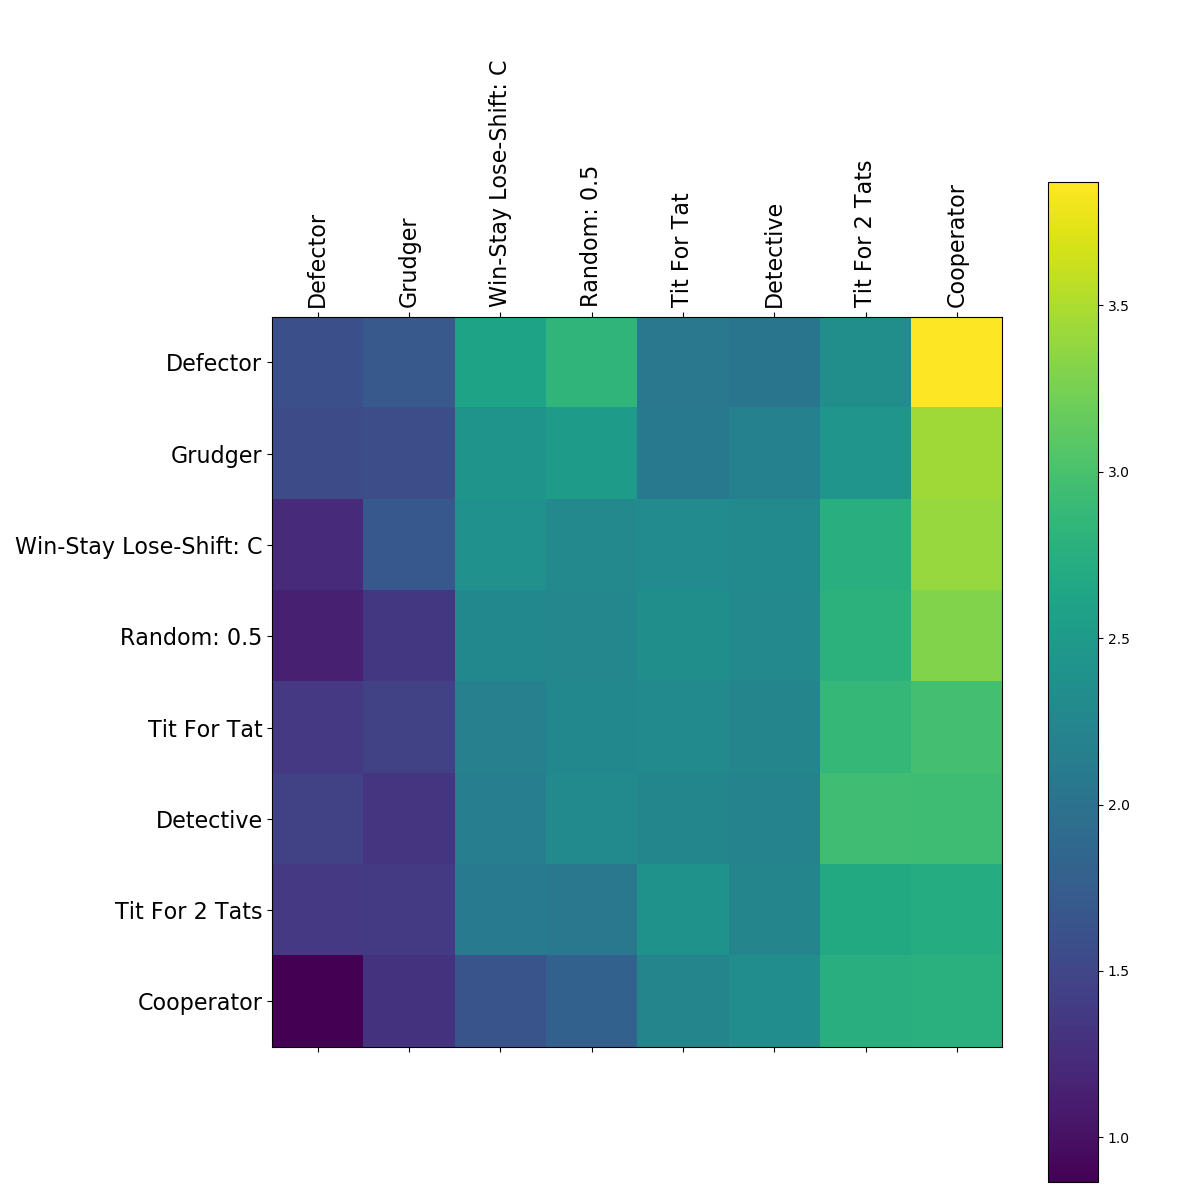 Defector
Grudger
Win-Stay Lose-Shift: C
Random: 0.5
Tit For Tat
Detective
Tit For 2 Tats
Cooperator
Defector
Grudger
Win-Stay Lose-Shift: C
Random: 0.5
Tit For Tat
Detective
Tit For 2 Tats
Cooperator
3.5
3.0
2.5
2.0
1.5
1.0